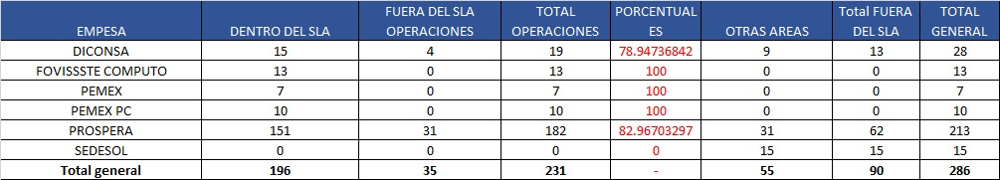 EMPESA DENTRO DEL SLA FUERA DEL SLA OPERACIONES TOTAL OPERACIONES PORCENTUAL ES OTRAS AREAS Total FUERA DEL SLA TOTAL GENERAL
DICONSA 15 4 19 78.94736842 9 13 28
FOVISSSTE COMPUTO 13 0 13 100 0 0 13
PEMEX 7 0 7 100 0 0 7
PEMEX PC 10 0 10 100 0 0 10
PROSPERA 151 31 182 82.96703297 31 62 213
SEDESOL 0 0 0 0 15 15 15
Total general 196 35 231 - 55 90 286